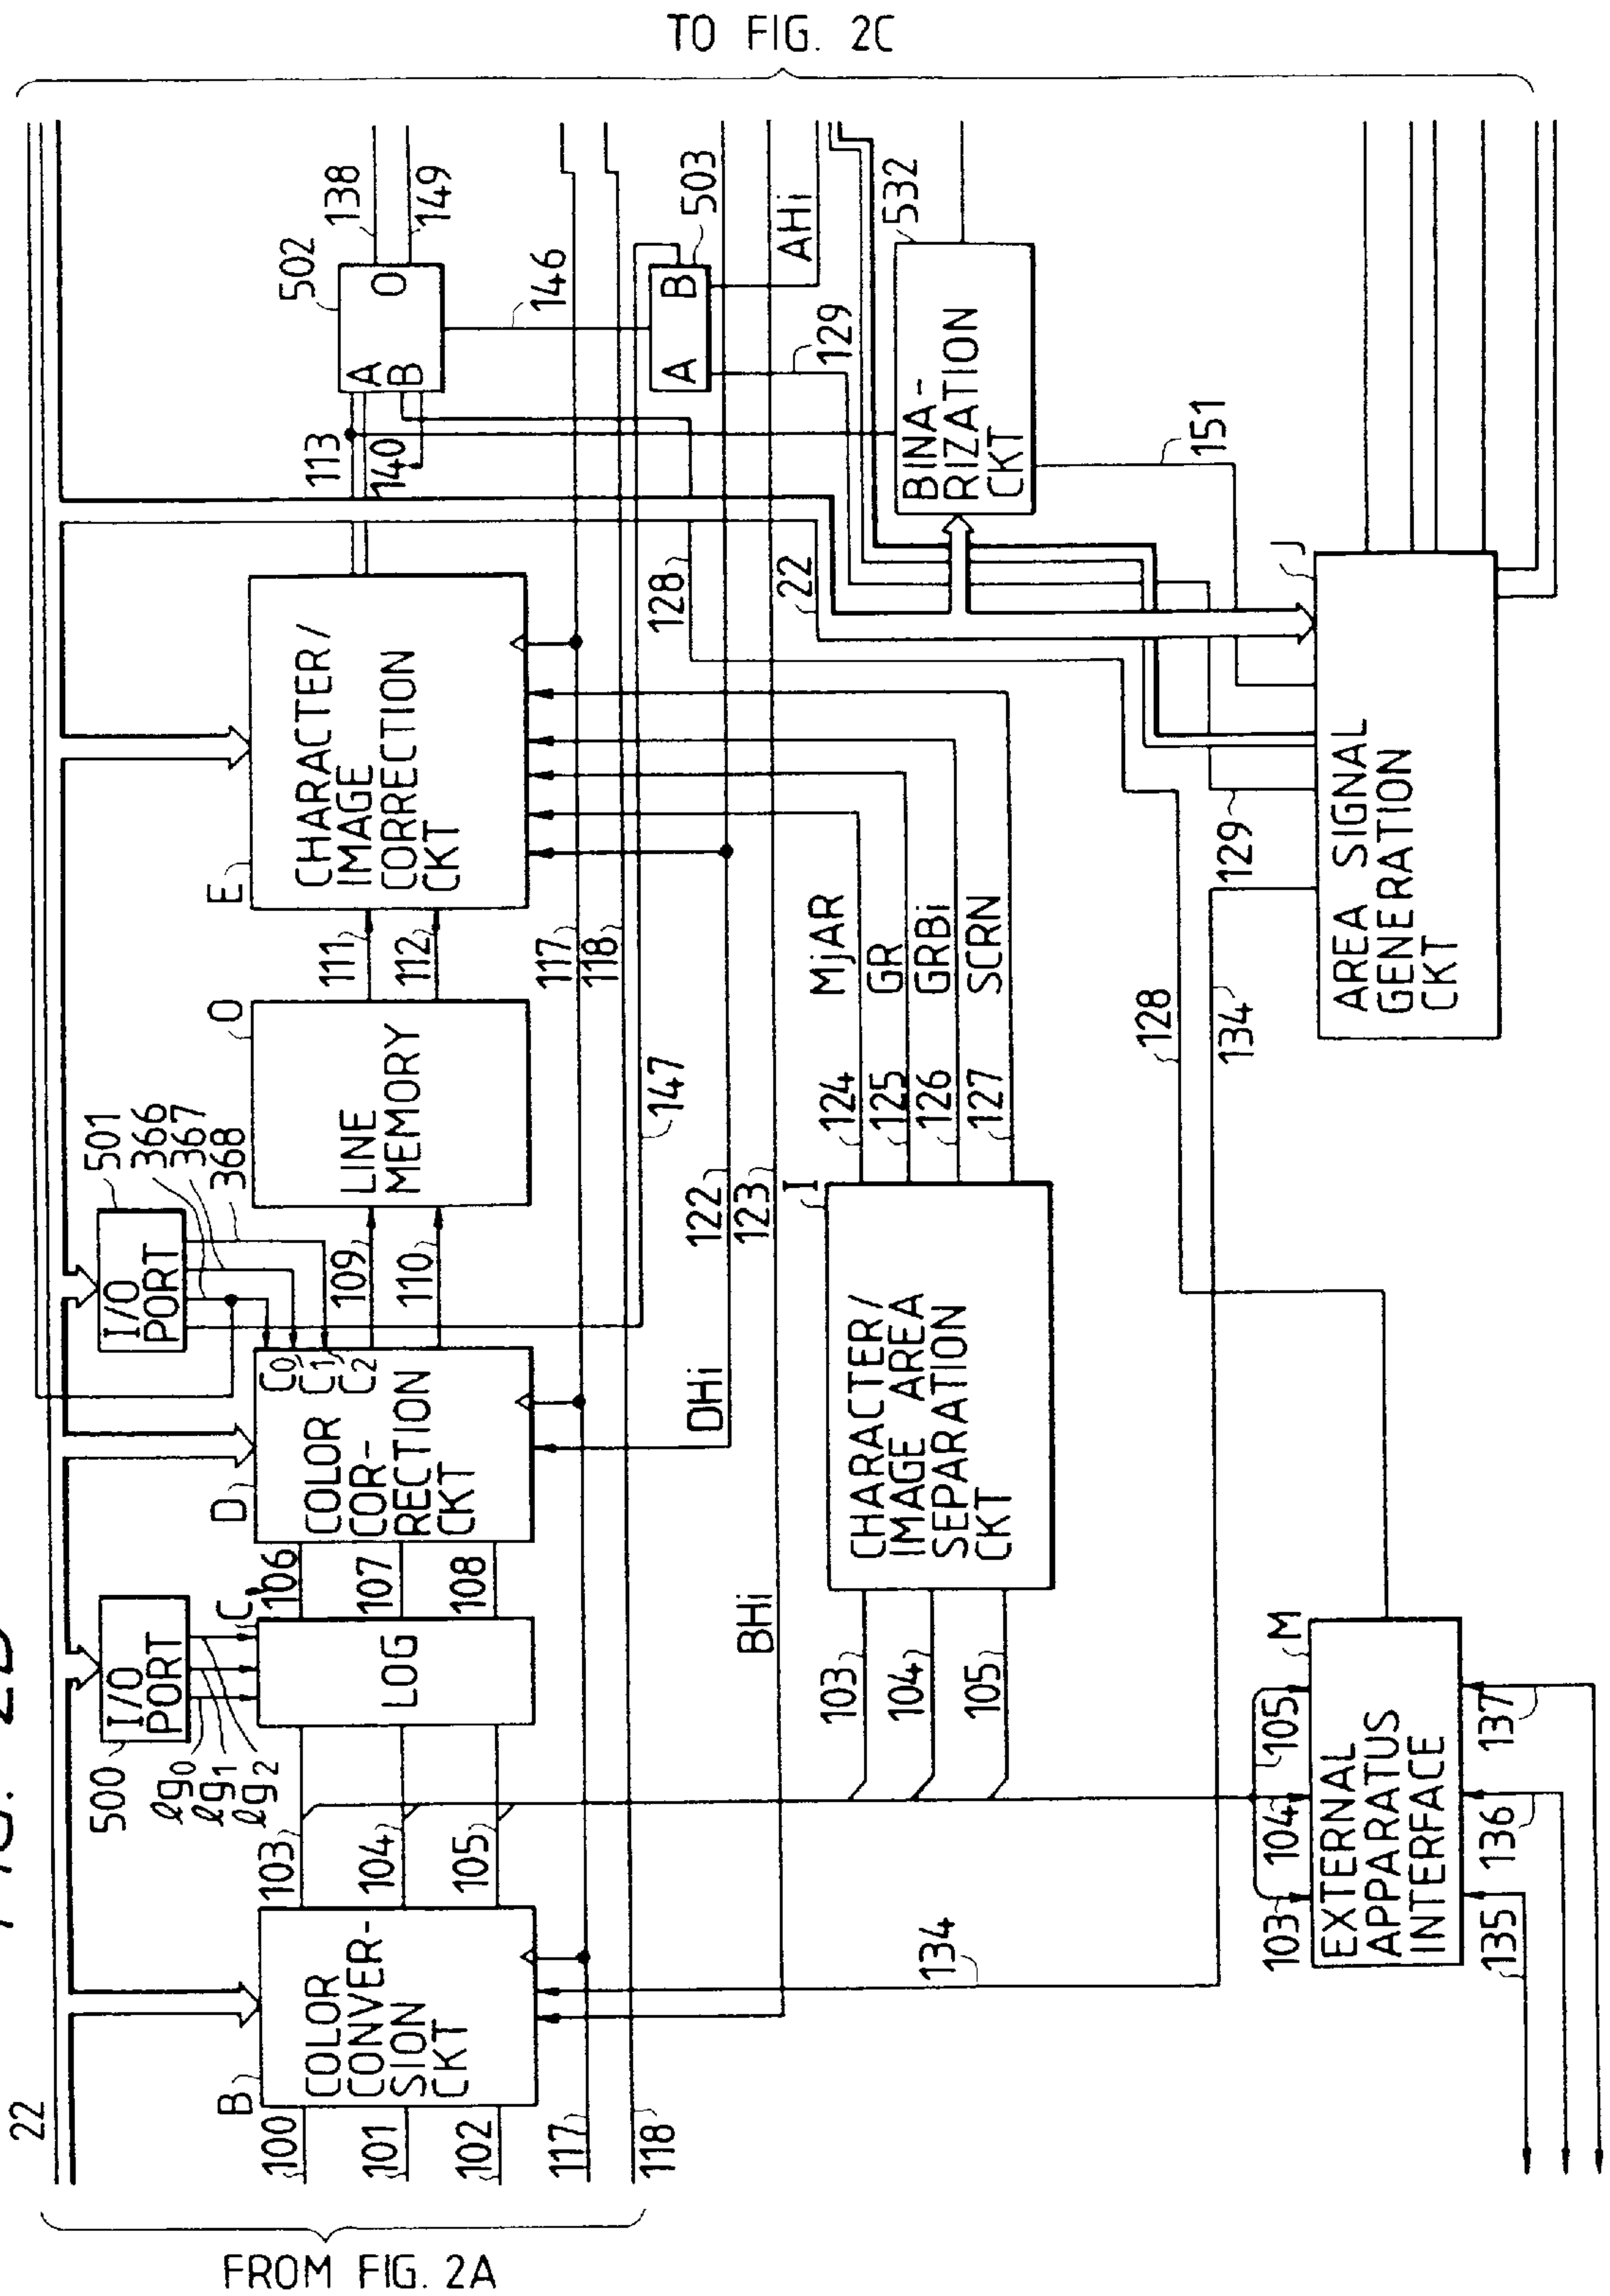 TO FIG. 2C
FROM FIG. 2A
22
B
COLOR
CONVER-
SION
CKT
100
101
102
117
118
103
104
105
134
500
I/O
PORT
ℓg0
ℓg1
ℓg2
C
LOG
106
107
108
D
COLOR
COR-
RECTION
CKT
C0
C1
C2
501
I/O
PORT
366
367
368
109
110
O
LINE
MEMORY
111
112
117
118
147
E
CHARACTER/
IMAGE
CORRECTION
CKT
113
140
128
22
502
A
B
O
138
149
146
503
A
B
129
AHi
532
BINA-
RIZATION
CKT
151
DHi
122
123
BHi
I
CHARACTER/
IMAGE AREA
SEPARATION
CKT
103
104
105
124
MjAR
125
GR
126
GRBi
127
SCRN
128
134
129
J
AREA SIGNAL
GENERATION
CKT
M
EXTERNAL
APPARATUS
INTERFACE
103
104
105
135
136
137